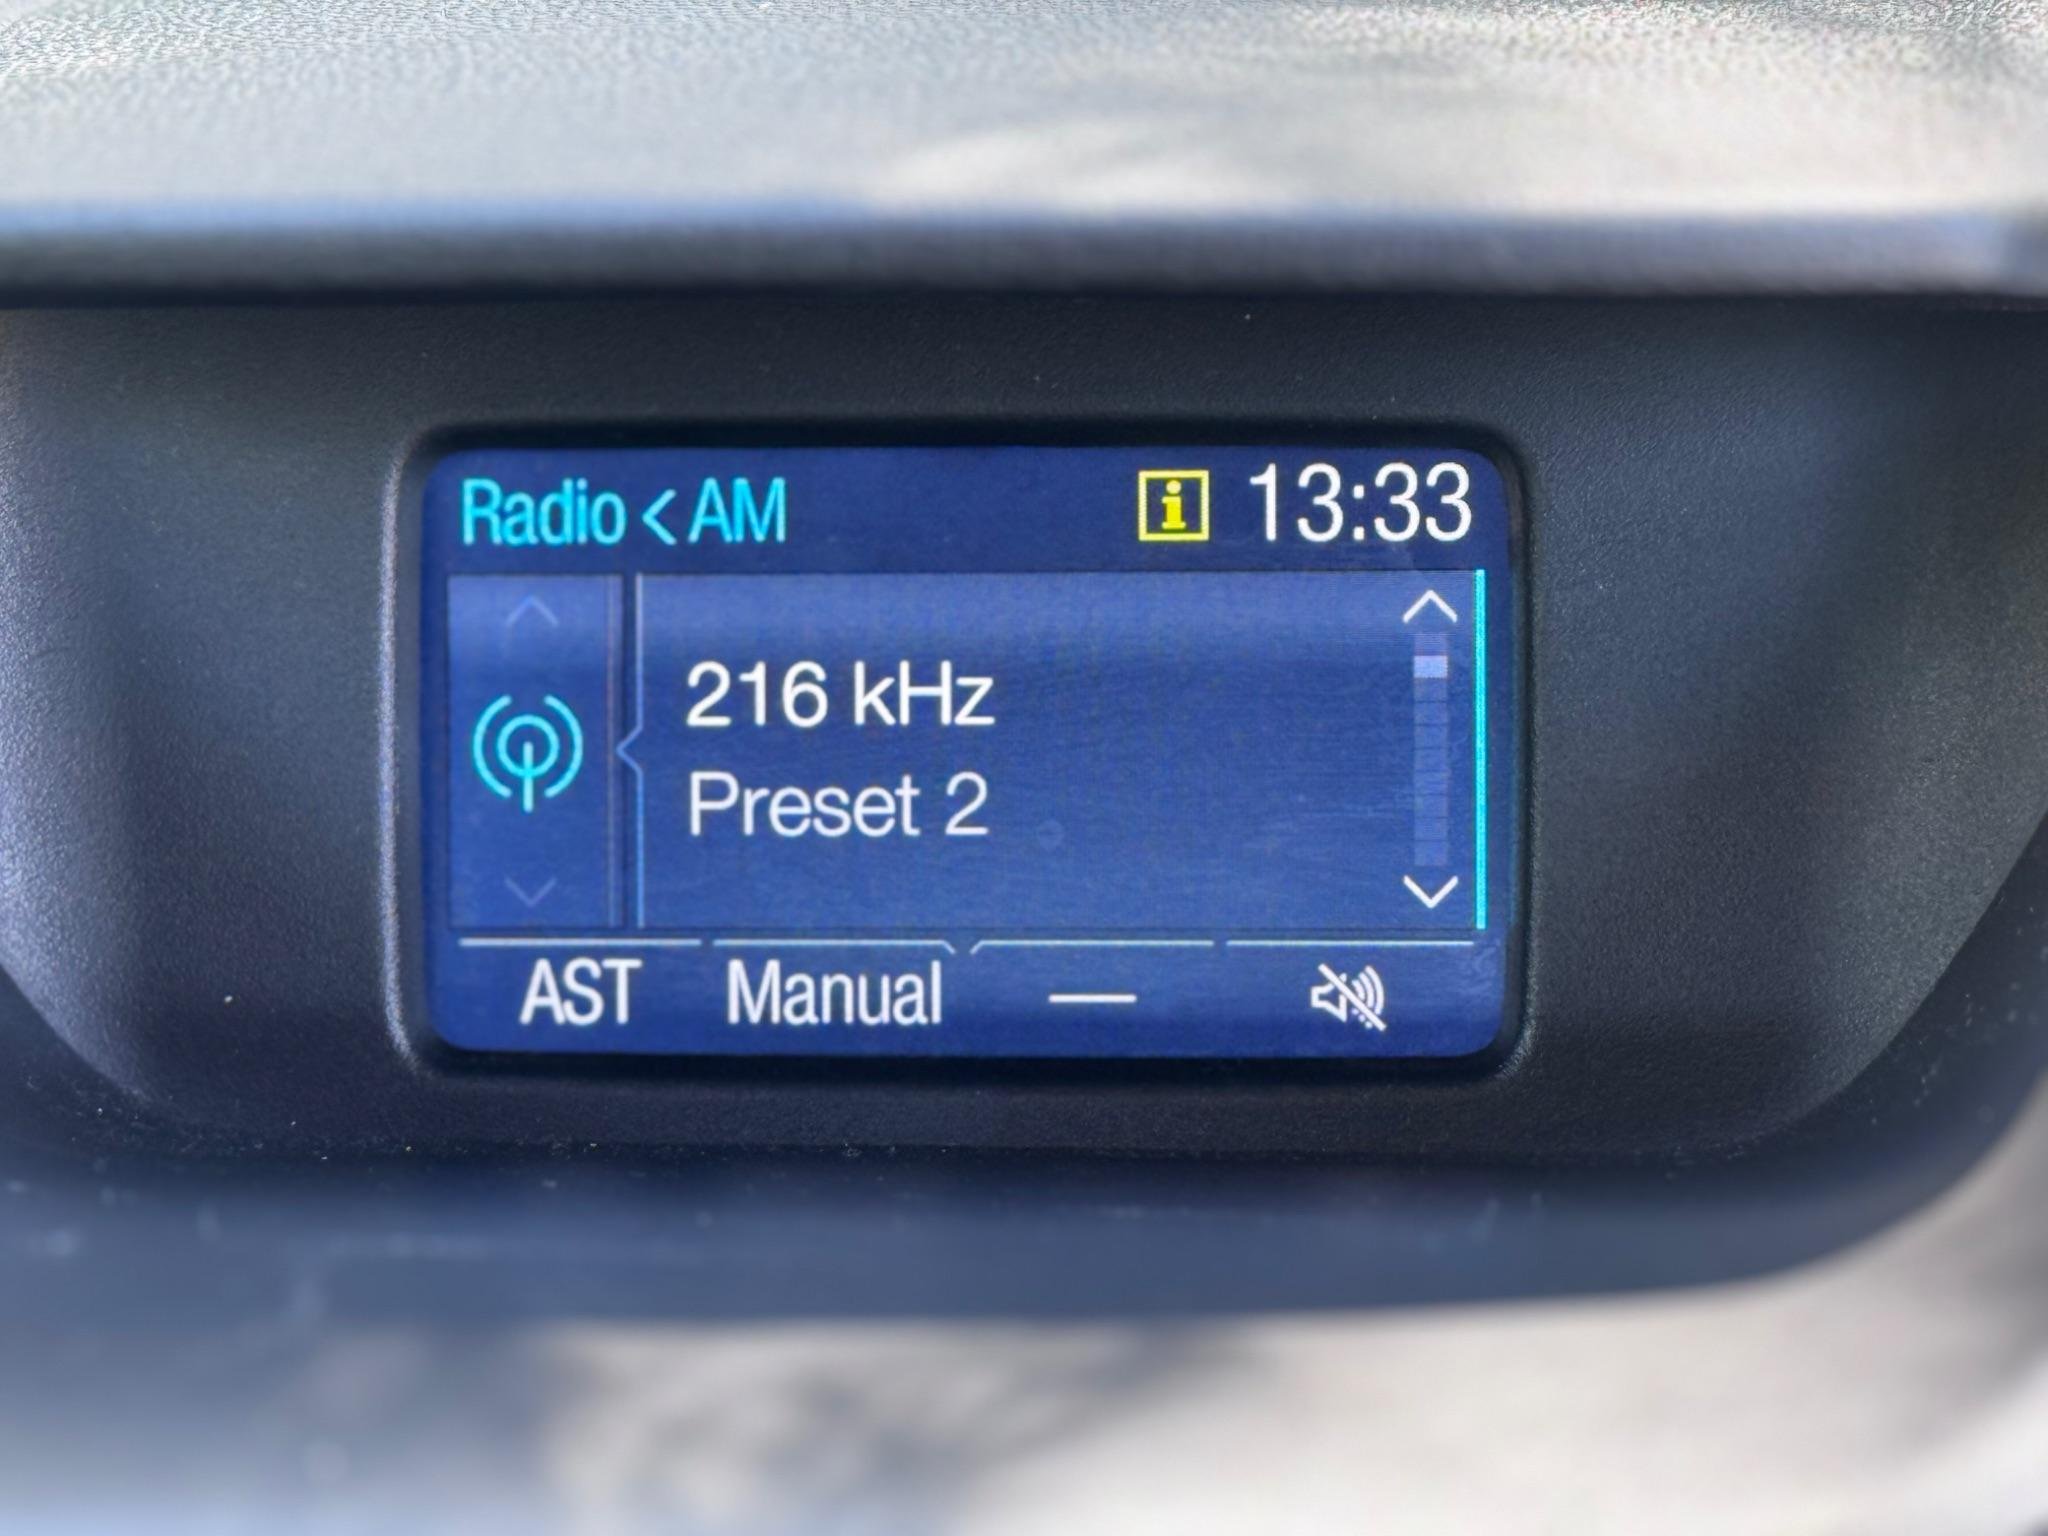 Radio < AM i 13:33
216 kHz
Preset 2
AST Manual —